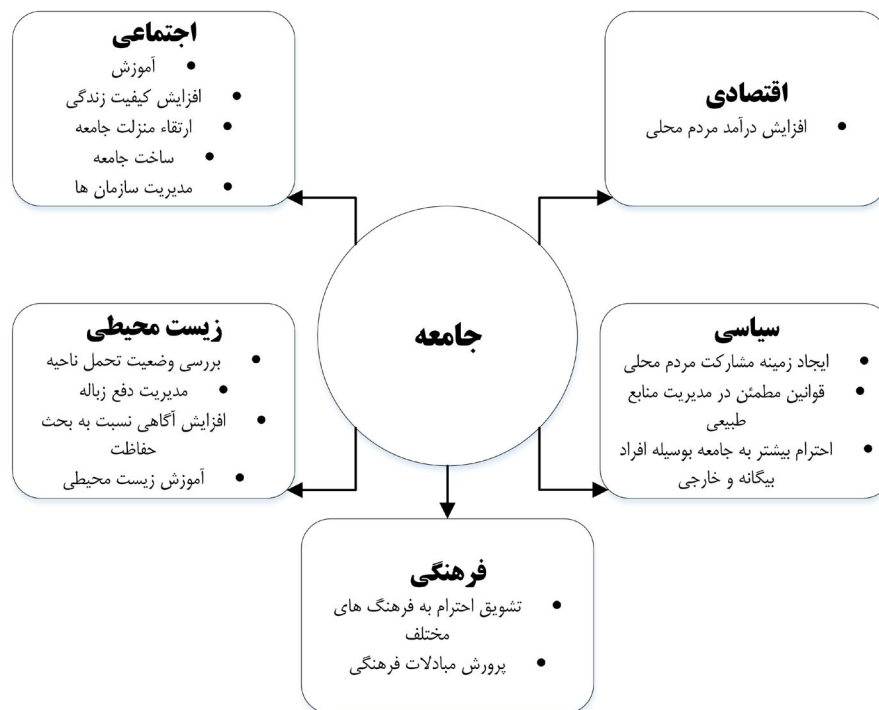 اجتماعی
• آموزش
• افزایش کیفیت زندگی
• ارتقاء منزلت جامعه
• ساخت جامعه
• مدیریت سازمان ها
اقتصادی
• افزایش درآمد مردم محلی
جامعه
زیست محیطی
• بررسی وضعیت تحمل ناحیه
• مدیریت دفع زباله
• افزایش آگاهی نسبت به بحث
حفاظت
• آموزش زیست محیطی
سیاسی
• ایجاد زمینه مشارکت مردم محلی
• قوانین مطمئن در مدیریت منابع
طبیعی
• احترام بیشتر به جامعه بوسیله افراد
بیگانه و خارجی
فرهنگی
• تشویق احترام به فرهنگ های
مختلف
• پرورش مبادلات فرهنگی